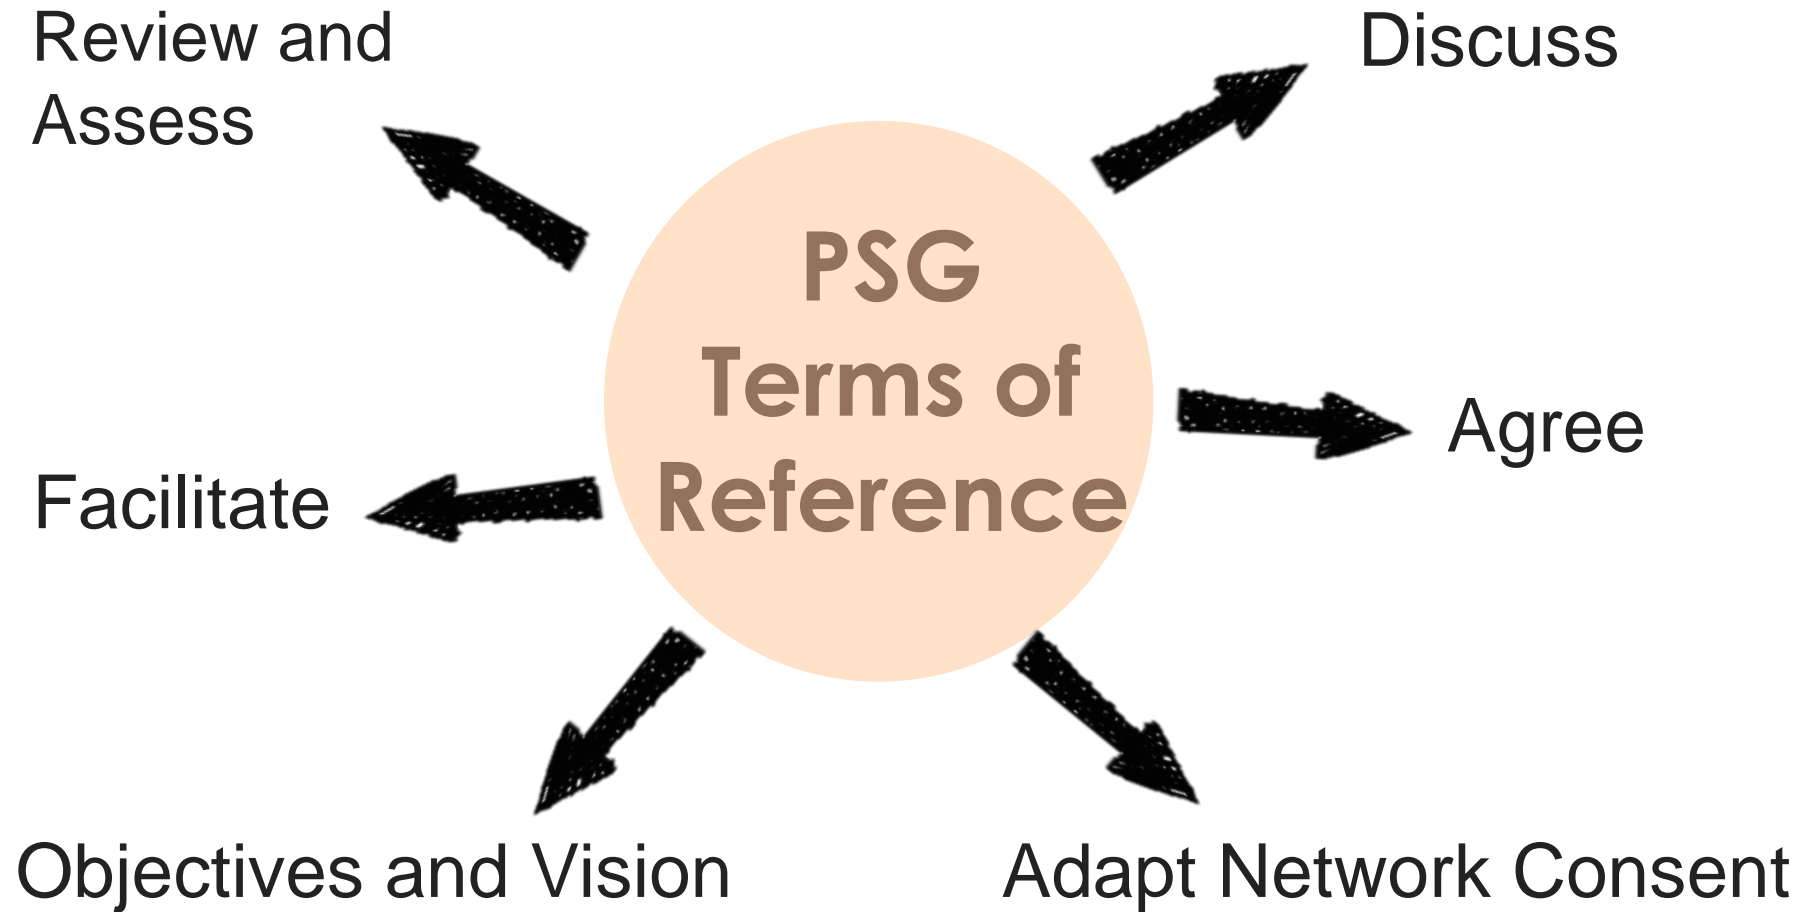 Review and
Assess
Discuss
PSG
Terms of
Reference
Agree
Facilitate
Objectives and Vision
Adapt Network Consent